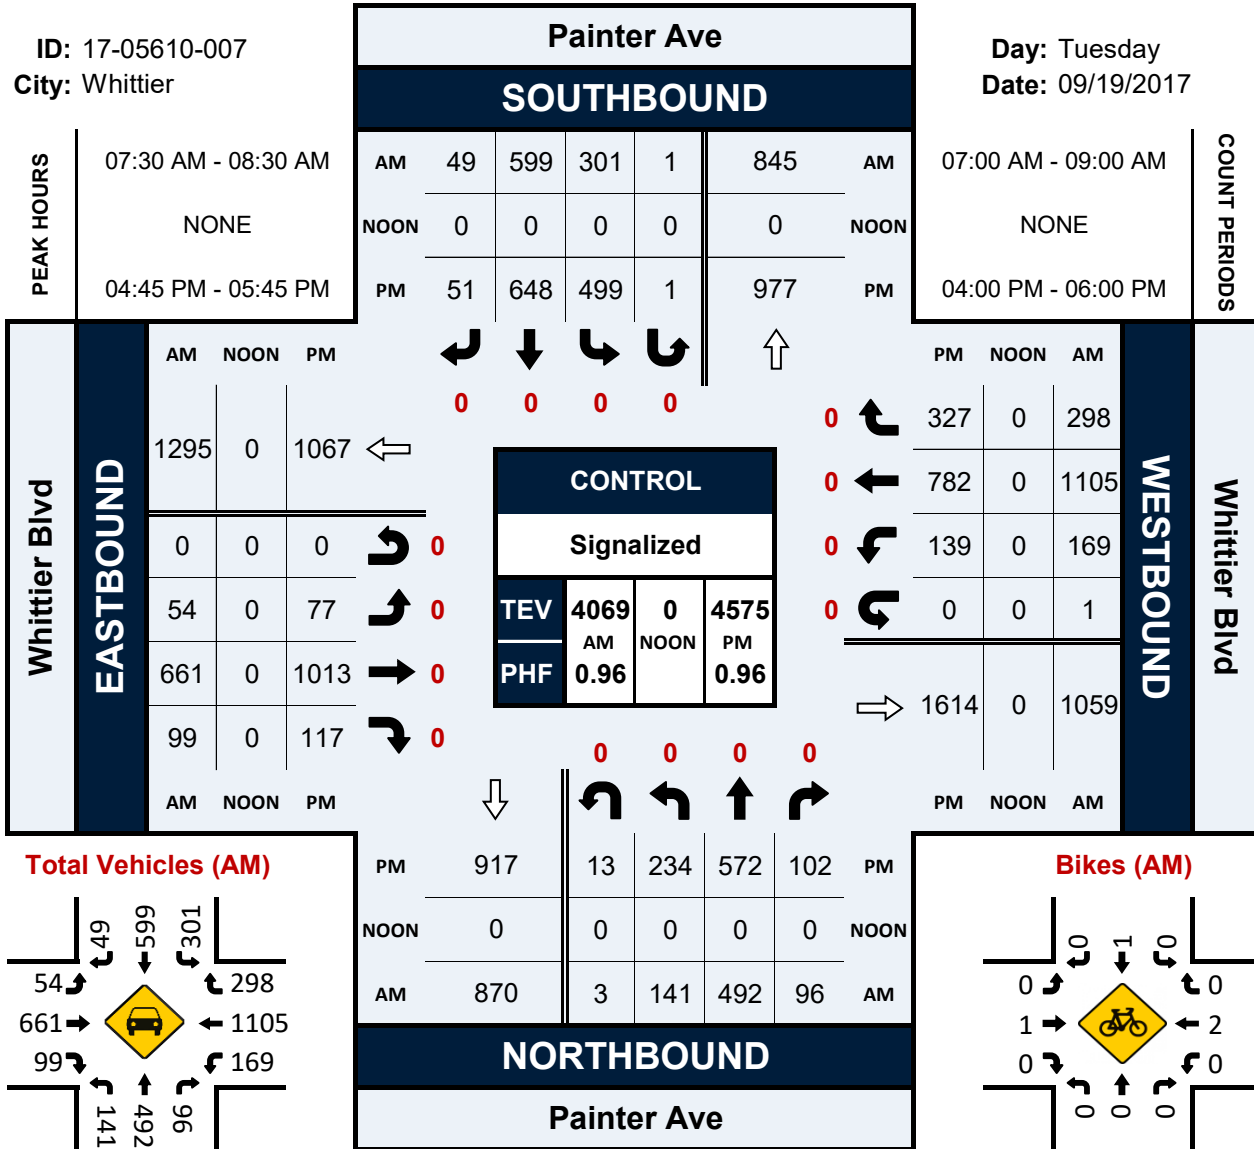 Painter Ave
SOUTHBOUND
ID: 17-05610-007
City: Whittier
Day: Tuesday
Date: 09/19/2017
PEAK HOURS
07:30 AM - 08:30 AM
NONE
04:45 PM - 05:45 PM
AM 49 599 301 1 845 AM
NOON 0 0 0 0 0 NOON
PM 51 648 499 1 977 PM
07:00 AM - 09:00 AM
NONE
04:00 PM - 06:00 PM
COUNT PERIODS
0 0 0 0
Whittier Blvd
EASTBOUND
AM NOON PM
1295 0 1067
0 0 0 0
54 0 77 0
661 0 1013 0
99 0 117 0
AM NOON PM
CONTROL
Signalized
TEV 4069 0 4575
AM NOON PM
PHF 0.96 0.96
PM NOON AM
0 327 0 298
0 782 0 1105
0 139 0 169
0 0 0 1
1614 0 1059
PM NOON AM
WESTBOUND
Whittier Blvd
0 0 0 0
PM 917 13 234 572 102 PM
NOON 0 0 0 0 0 NOON
AM 870 3 141 492 96 AM
NORTHBOUND
Painter Ave
Total Vehicles (AM)
49 599 301
54 298
661 1105
99 169
141 492 96
Bikes (AM)
0 1 0
0 0
1 2
0 0
0 0 0